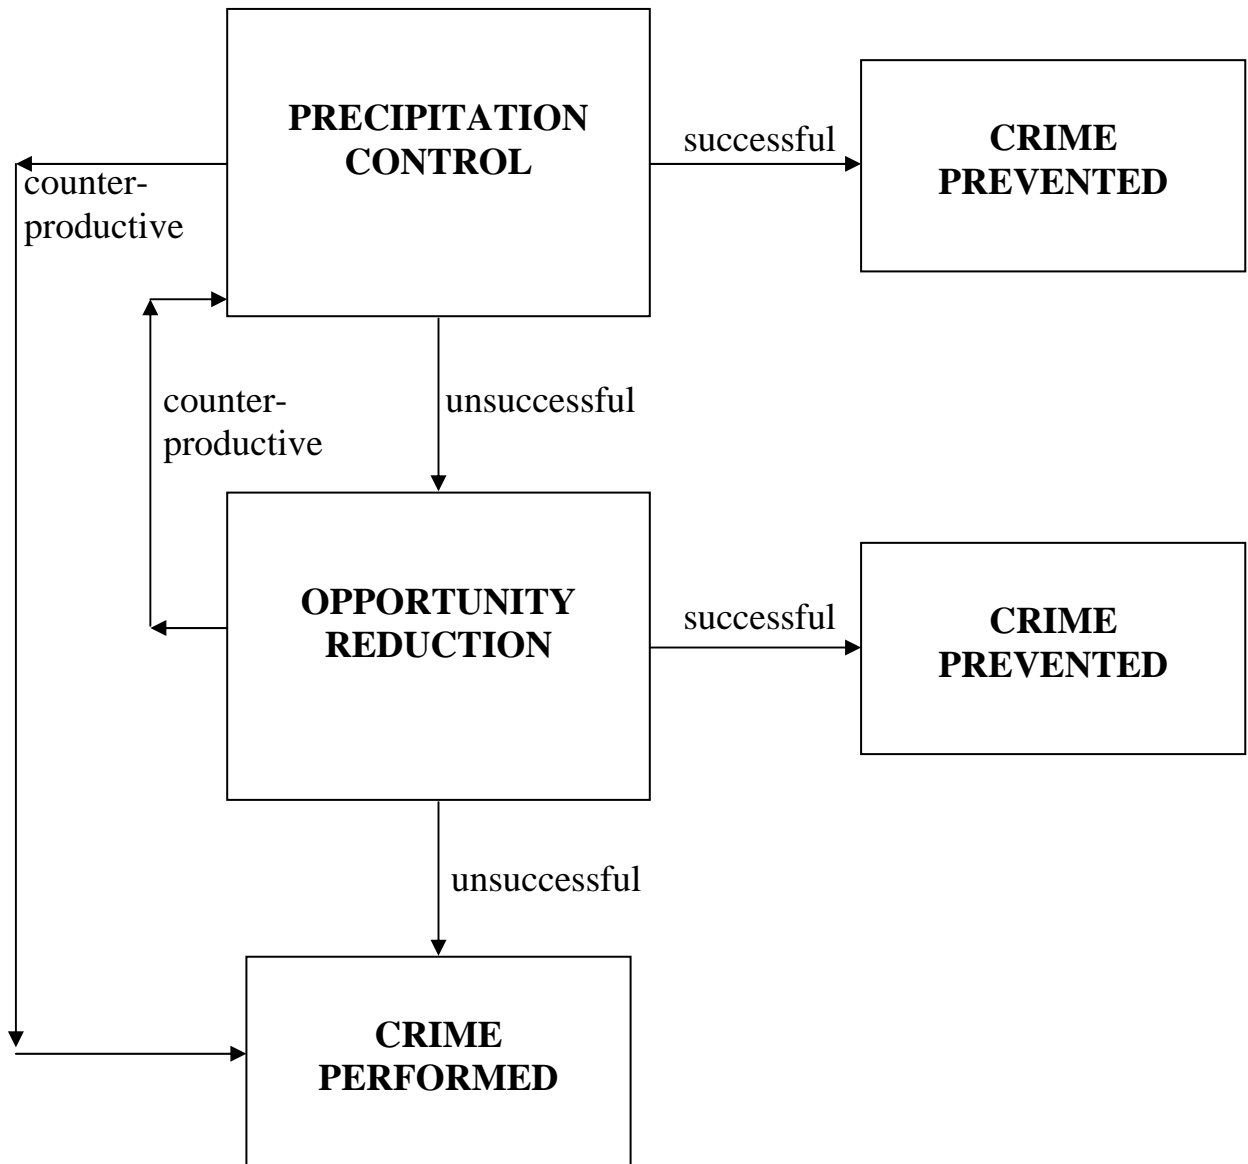 PRECIPITATION
CONTROL
successful
CRIME
PREVENTED
counter-
productive
counter-
productive
unsuccessful
OPPORTUNITY
REDUCTION
successful
CRIME
PREVENTED
unsuccessful
CRIME
PERFORMED